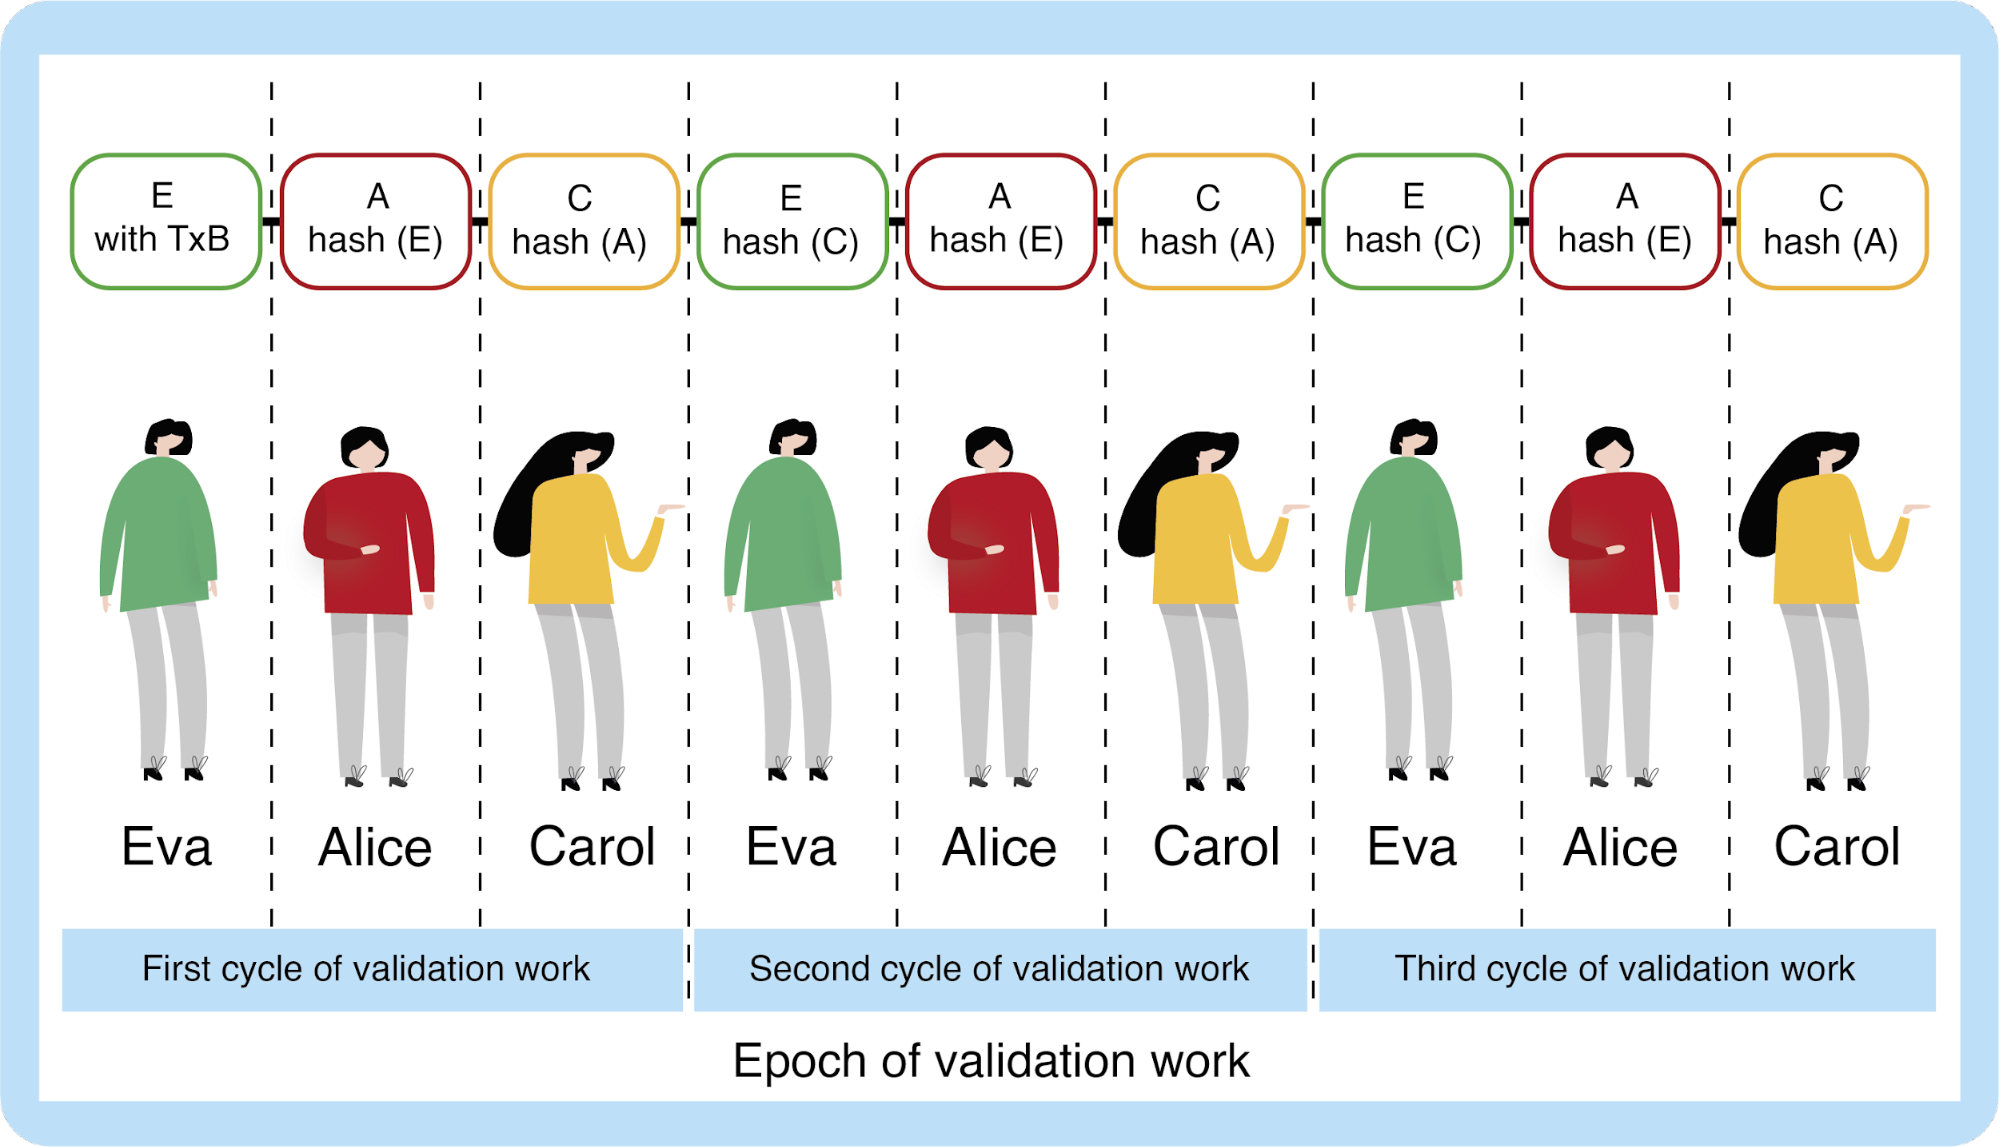 E
with TxB
A
hash (E)
C
hash (A)
E
hash (C)
A
hash (E)
C
hash (A)
E
hash (C)
A
hash (E)
C
hash (A)
Eva
Alice
Carol
Eva
Alice
Carol
Eva
Alice
Carol
First cycle of validation work
Second cycle of validation work
Third cycle of validation work
Epoch of validation work